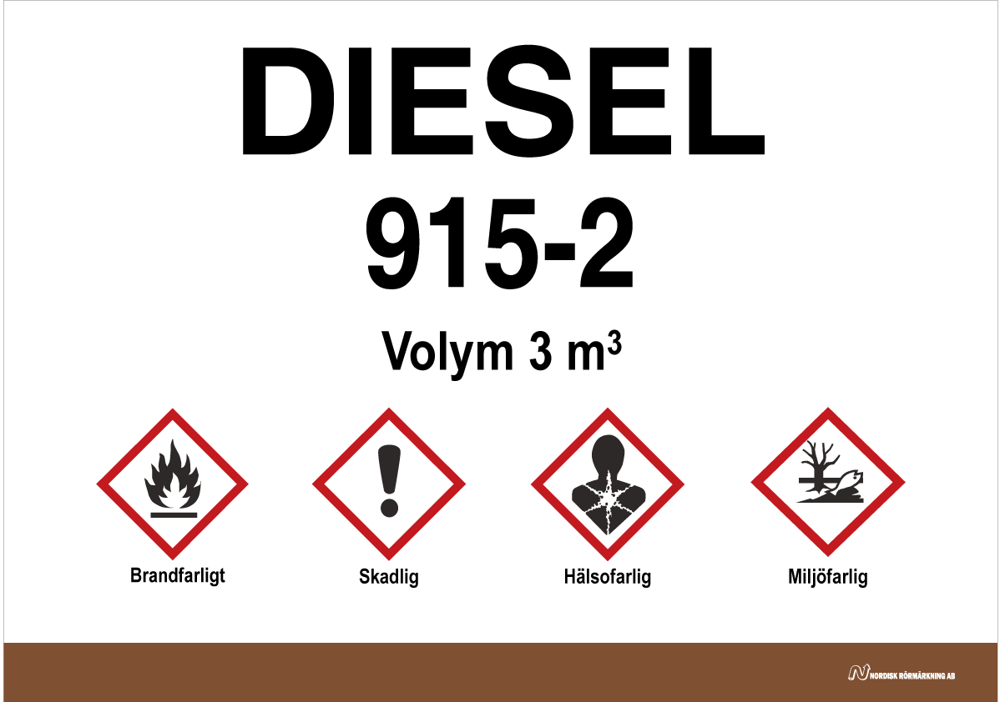 DIESEL
915-2
Volym 3 m³
Brandfarligt
Skadlig
Hälsofarlig
Miljöfarlig
NORDISK RÖRMÄRKNING AB